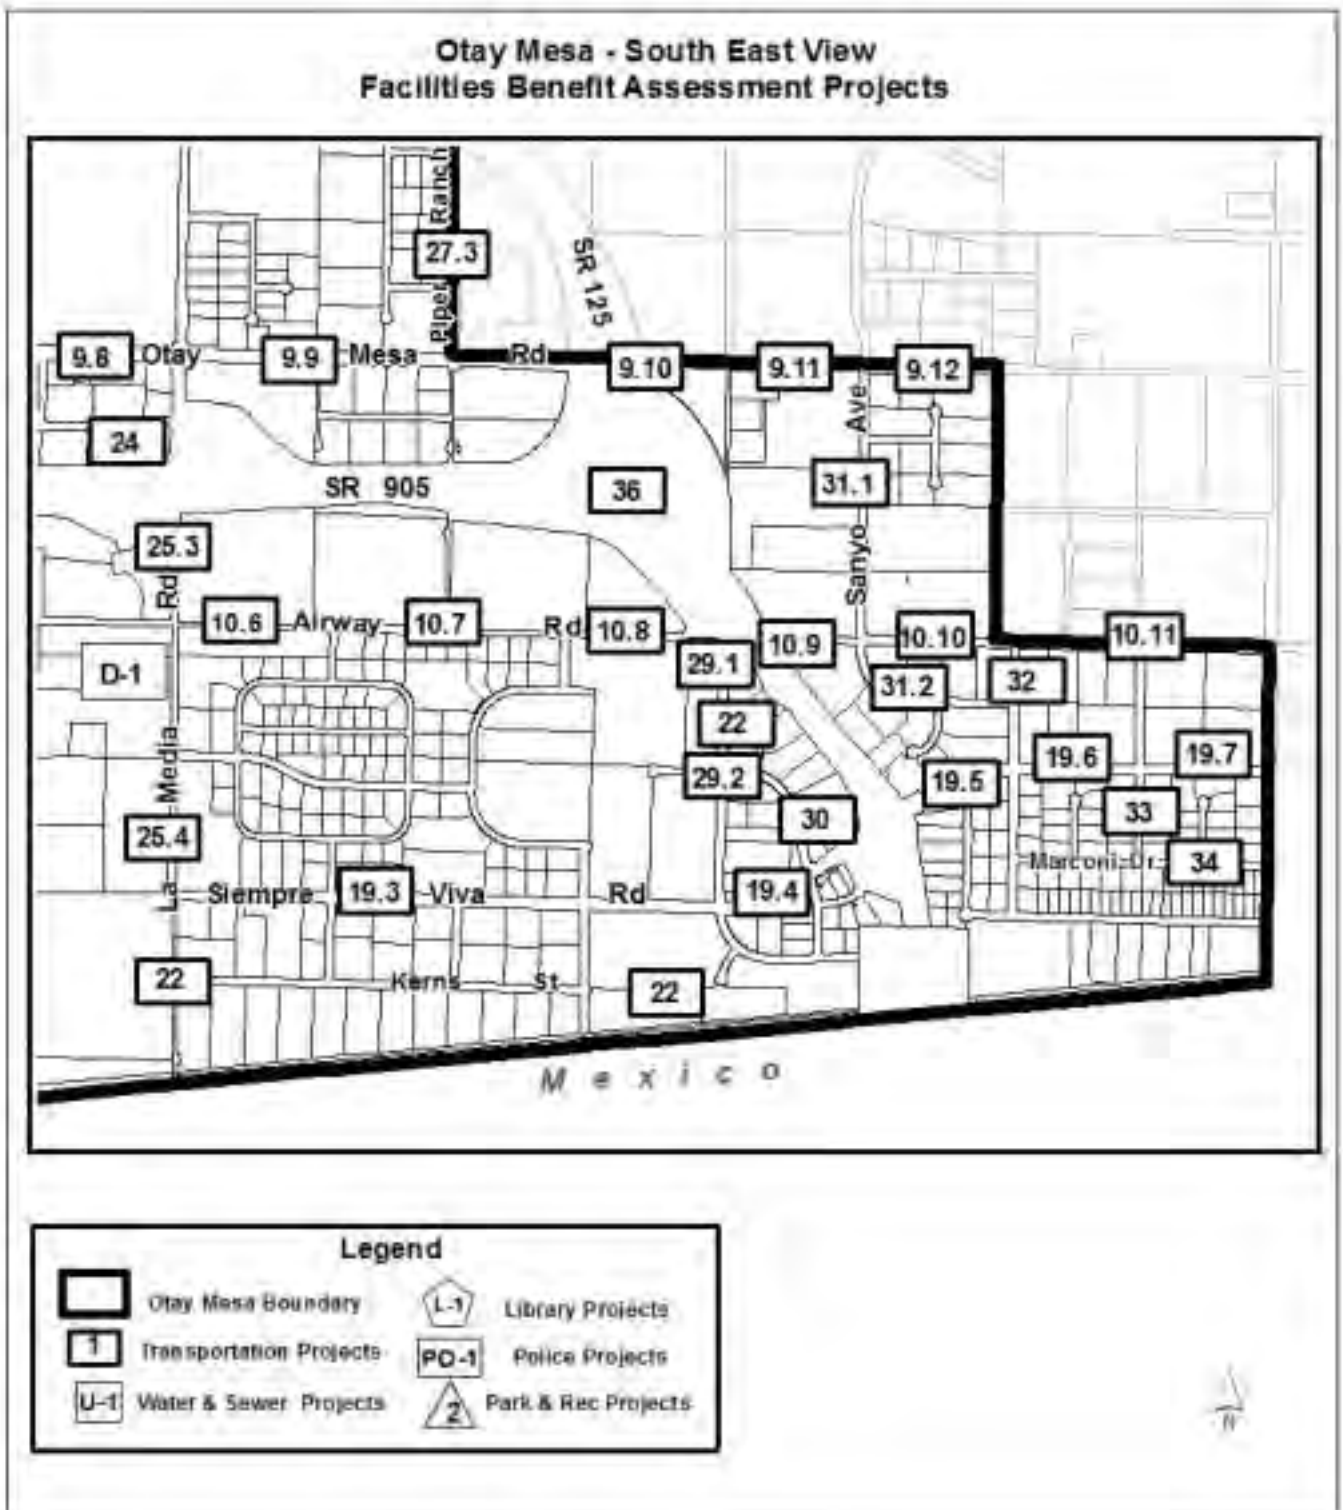 Otay Mesa - South East View
Facilities Benefit Assessment Projects
Piper Ranch
27.3
SR 125
9.8 Otay 9.9 Mesa Rd 9.10 9.11 9.12
24
SR 905
36
31.1
Sanyo Ave
25.3
La Media Rd
10.6 Airway 10.7 Rd 10.8 10.9 10.10 10.11
D-1
29.1
31.2
32
22
29.2
19.5
19.6
19.7
30
33
25.4
Marconi Dr
34
Siempre 19.3 Viva Rd 19.4
22
Kerns St
22
Mexico
Legend
Otay Mesa Boundary
1 Transportation Projects
U-1 Water & Sewer Projects
L-1 Library Projects
PO-1 Police Projects
2 Park & Rec Projects
N